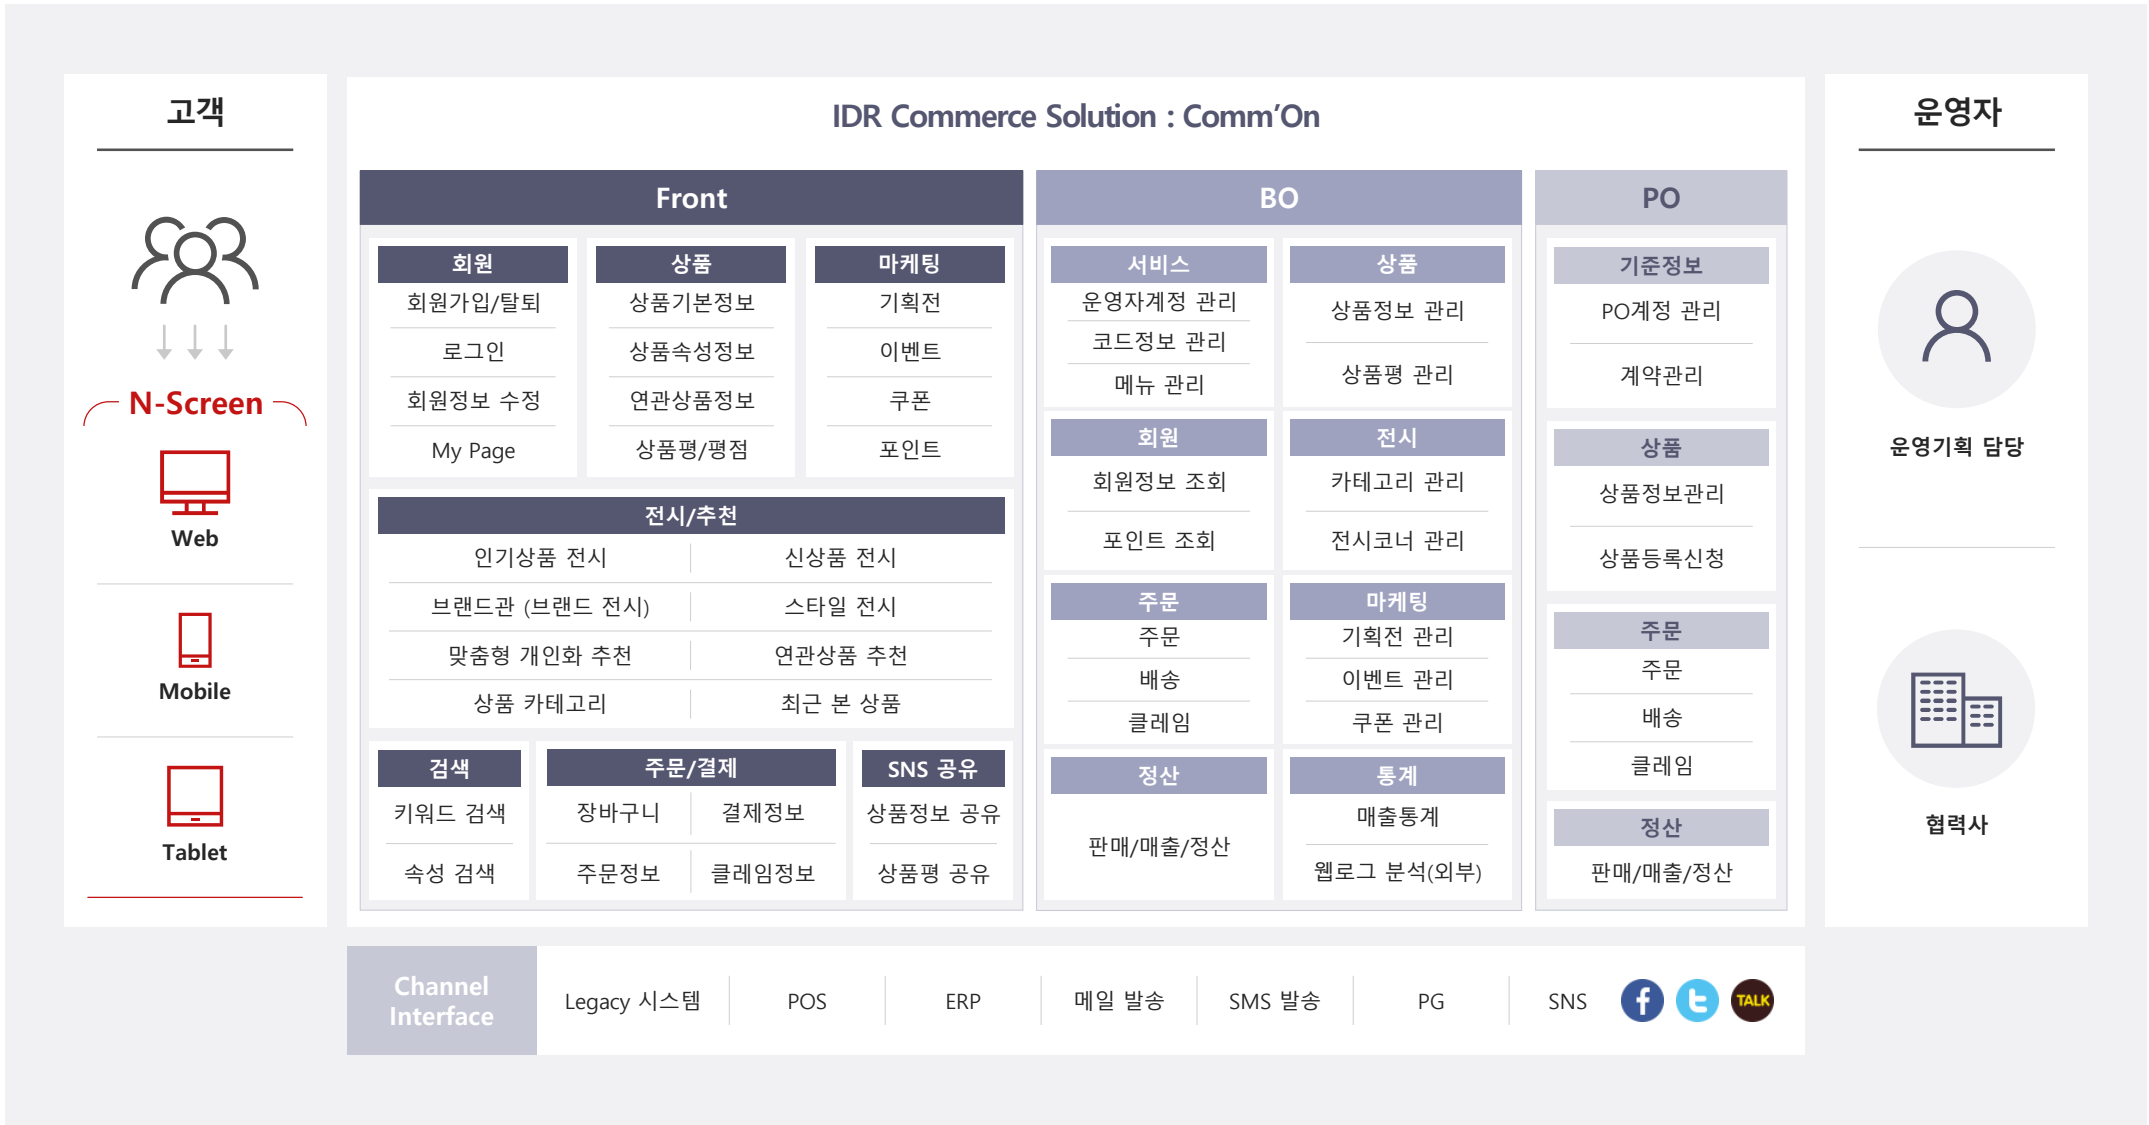 고객
N-Screen
Web
Mobile
Tablet
IDR Commerce Solution : Comm’On
Front
회원
회원가입/탈퇴
로그인
회원정보 수정
My Page
상품
상품기본정보
상품속성정보
연관상품정보
상품평/평점
마케팅
기획전
이벤트
쿠폰
포인트
전시/추천
인기상품 전시
신상품 전시
브랜드관 (브랜드 전시)
스타일 전시
맞춤형 개인화 추천
연관상품 추천
상품 카테고리
최근 본 상품
검색
키워드 검색
속성 검색
주문/결제
장바구니
결제정보
주문정보
클레임정보
SNS 공유
상품정보 공유
상품평 공유
BO
서비스
운영자계정 관리
코드정보 관리
메뉴 관리
상품
상품정보 관리
상품평 관리
회원
회원정보 조회
포인트 조회
전시
카테고리 관리
전시코너 관리
주문
주문
배송
클레임
마케팅
기획전 관리
이벤트 관리
쿠폰 관리
정산
판매/매출/정산
통계
매출통계
웹로그 분석(외부)
PO
기준정보
PO계정 관리
계약관리
상품
상품정보관리
상품등록신청
주문
주문
배송
클레임
정산
판매/매출/정산
운영자
운영기획 담당
협력사
Channel
Interface
Legacy 시스템
POS
ERP
메일 발송
SMS 발송
PG
SNS
TALK